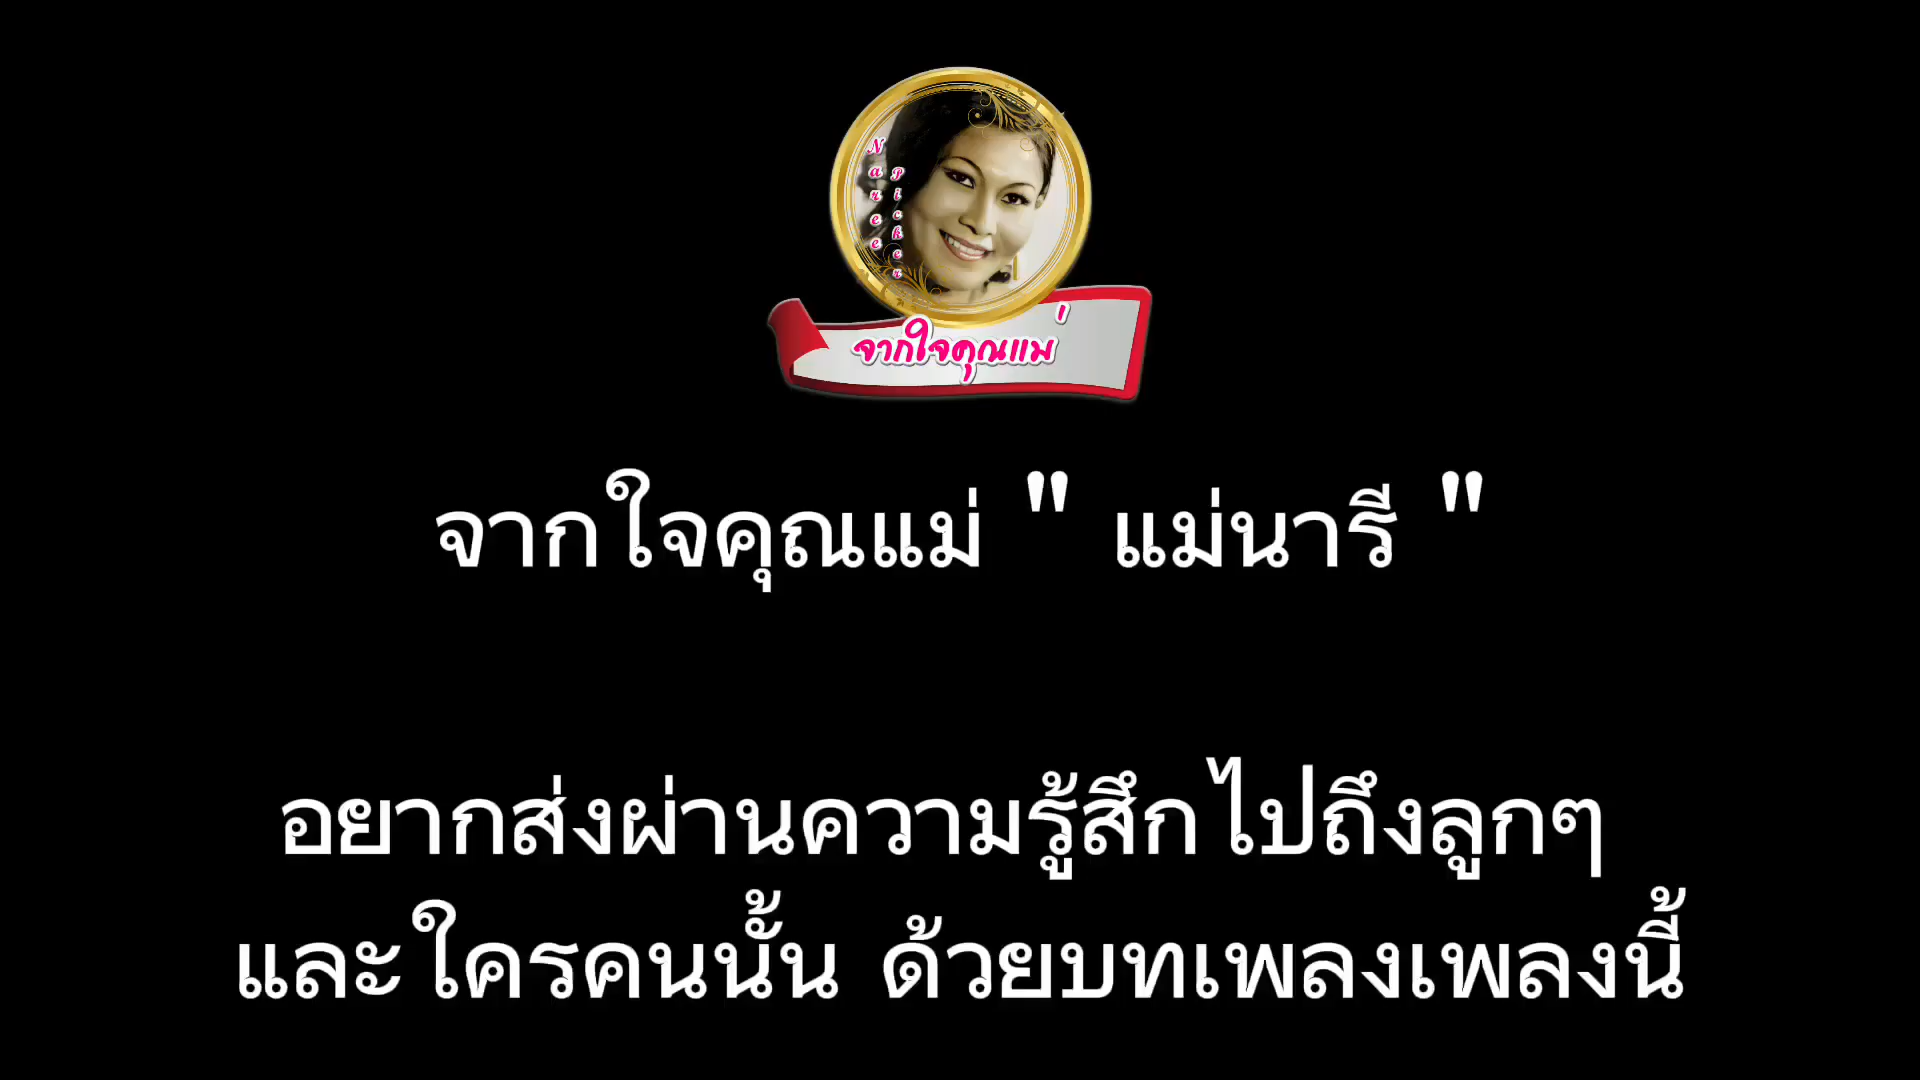 Naree
Picker
จากใจคุณแม่
จากใจคุณแม่ " แม่นารี "
อยากส่งผ่านความรู้สึกไปถึงลูกๆ
และใครคนนั้น ด้วยบทเพลงเพลงนี้